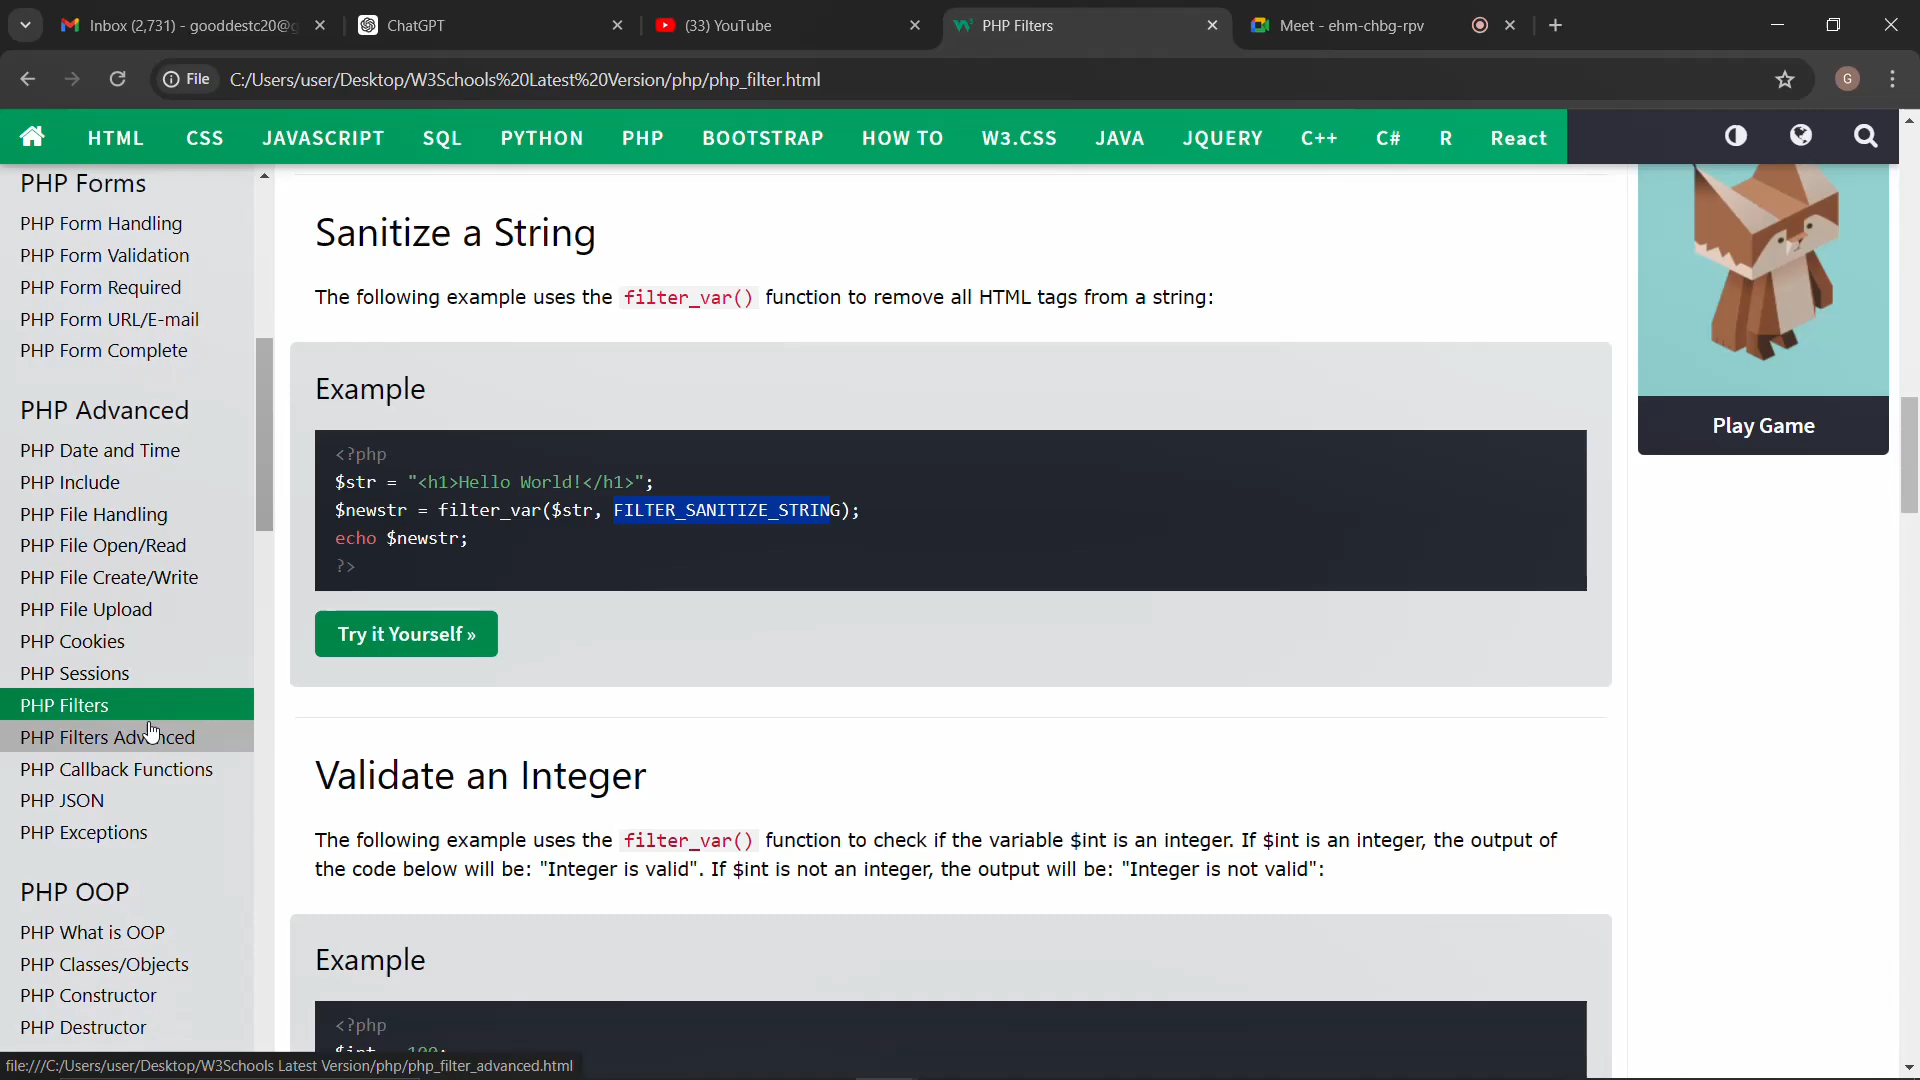 Inbox (2,731) - gooddestc20@g
ChatGPT
(33) YouTube
PHP Filters
Meet - ehm-chbg-rpv
File
C:/Users/user/Desktop/W3Schools%20Latest%20Version/php/php_filter.html
G
HTML CSS JAVASCRIPT SQL PYTHON PHP BOOTSTRAP HOW TO W3.CSS JAVA JQUERY C++ C# R React
PHP Forms
PHP Form Handling
PHP Form Validation
PHP Form Required
PHP Form URL/E-mail
PHP Form Complete
PHP Advanced
PHP Date and Time
PHP Include
PHP File Handling
PHP File Open/Read
PHP File Create/Write
PHP File Upload
PHP Cookies
PHP Sessions
PHP Filters
PHP Filters Advanced
PHP Callback Functions
PHP JSON
PHP Exceptions
PHP OOP
PHP What is OOP
PHP Classes/Objects
PHP Constructor
PHP Destructor
Sanitize a String
The following example uses the filter_var() function to remove all HTML tags from a string:
Example
<?php
$str = "<h1>Hello World!</h1>";
$newstr = filter_var($str, FILTER_SANITIZE_STRING);
echo $newstr;
?>
Try it Yourself »
Validate an Integer
The following example uses the filter_var() function to check if the variable $int is an integer. If $int is an integer, the output of
the code below will be: "Integer is valid". If $int is not an integer, the output will be: "Integer is not valid":
Example
<?php
$int = 100;
Play Game
file:///C:/Users/user/Desktop/W3Schools Latest Version/php/php_filter_advanced.html